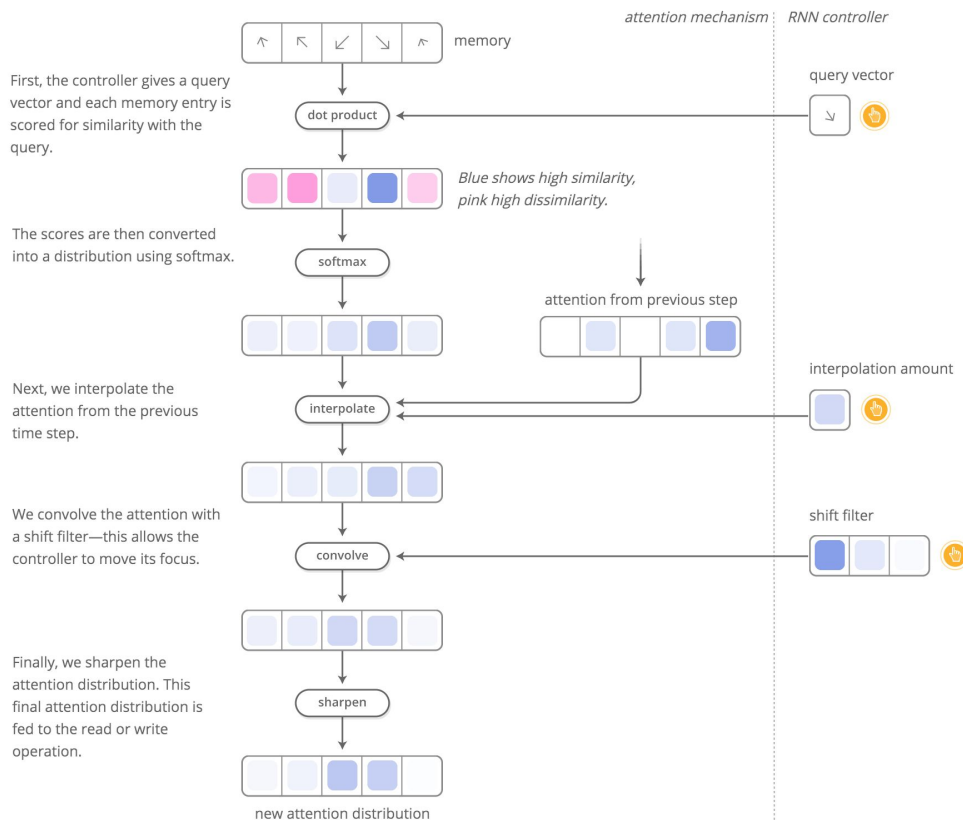 attention mechanism
RNN controller
memory
First, the controller gives a query
vector and each memory entry is
scored for similarity with the
query.
query vector
dot product
Blue shows high similarity,
pink high dissimilarity.
The scores are then converted
into a distribution using softmax.
softmax
attention from previous step
Next, we interpolate the
attention from the previous
time step.
interpolation amount
interpolate
We convolve the attention with
a shift filter—this allows the
controller to move its focus.
shift filter
convolve
Finally, we sharpen the
attention distribution. This
final attention distribution is
fed to the read or write
operation.
sharpen
new attention distribution